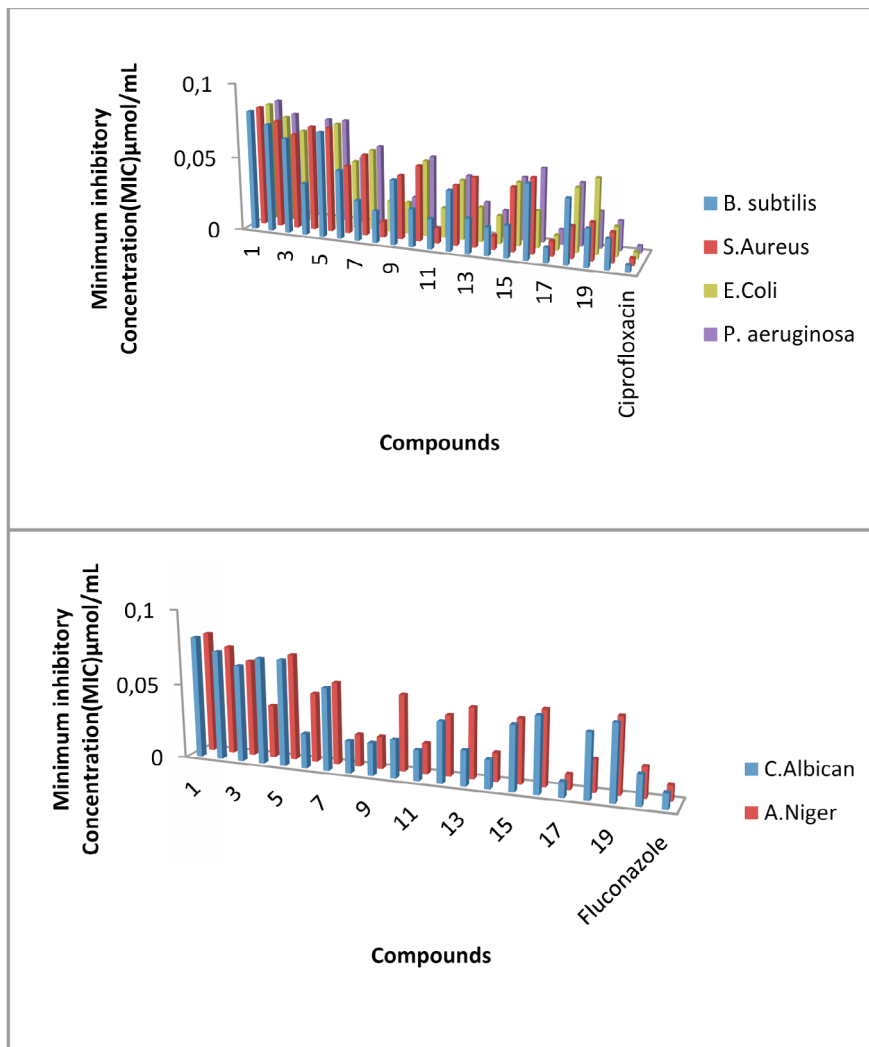 Minimum inhibitory
Concentration(MIC)µmol/mL
0,1
0,05
0
1
3
5
7
9
11
13
15
17
19
Ciprofloxacin
Compounds
B. subtilis
S.Aureus
E.Coli
P. aeruginosa
Minimum inhibitory
Concentration(MIC)µmol/mL
0,1
0,05
0
1
3
5
7
9
11
13
15
17
19
Fluconazole
Compounds
C.Albican
A.Niger